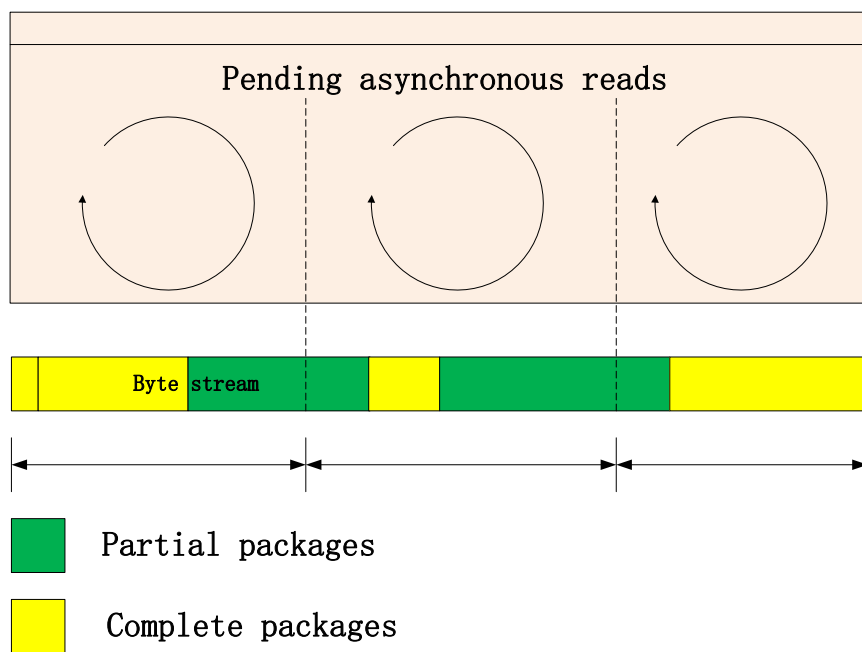 Pending asynchronous reads
Byte stream
Partial packages
Complete packages